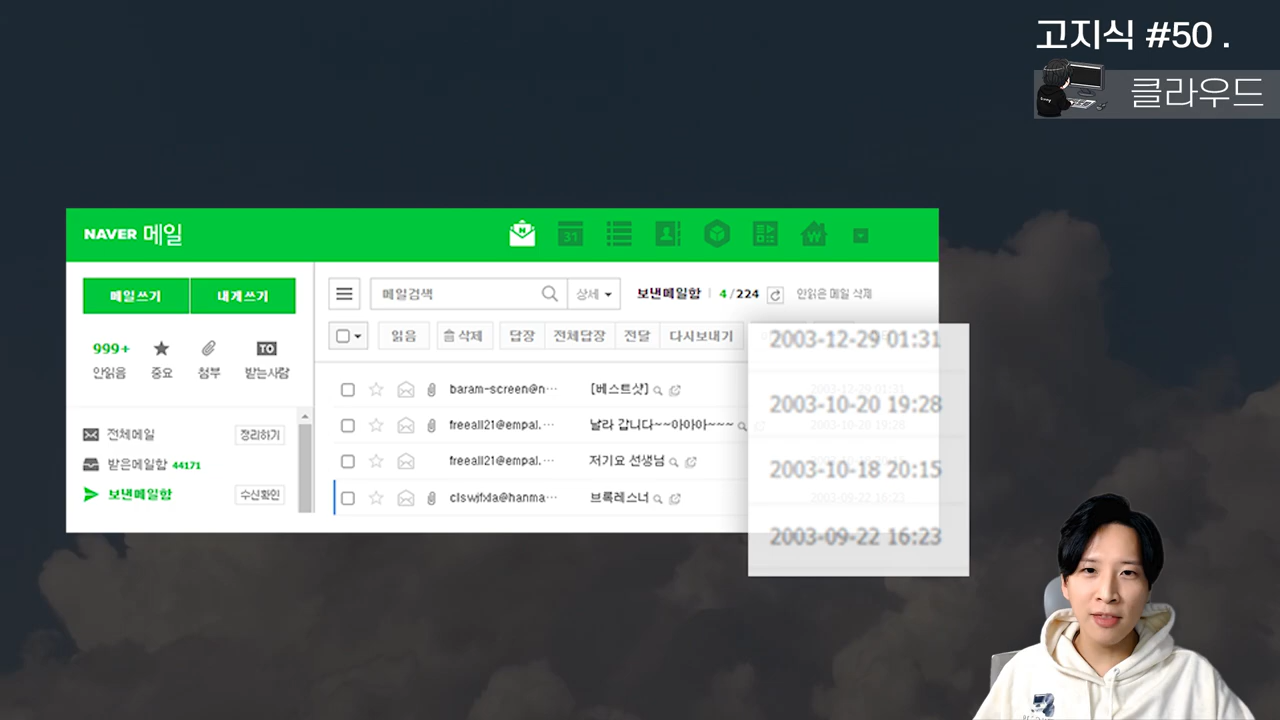 고지식 #50 .
클라우드
NAVER 메일
31
메일쓰기
내게쓰기
메일검색
상세
보낸메일함
4/224
안읽은 메일 삭제
999+
TO
안읽음
중요
첨부
받는사람
읽음
삭제
답장
전체답장
전달
다시보내기
전체메일
정리하기
받은메일함 44171
보낸메일함
수신확인
baram-screen@n··· [베스트샷]
2003-12-29 01:31
freeall21@empal.··· 날라 갑니다~~아아아~~~
2003-10-20 19:28
freeall21@empal.··· 저기요 선생님
2003-10-18 20:15
브록레스너
2003-09-22 16:23